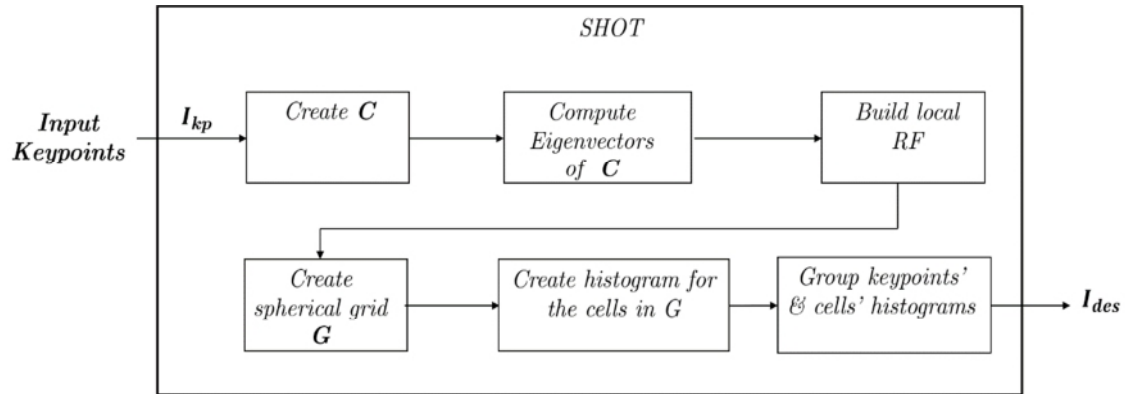 SHOT
Input
Keypoints
I_kp
Create C
Compute
Eigenvectors
of C
Build local
RF
Create
spherical grid
G
Create histogram for
the cells in G
Group keypoints'
& cells' histograms
I_des